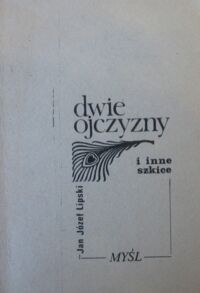 dwie
ojczyzny
i inne
szkice
Jan Józef Lipski
MYŚL